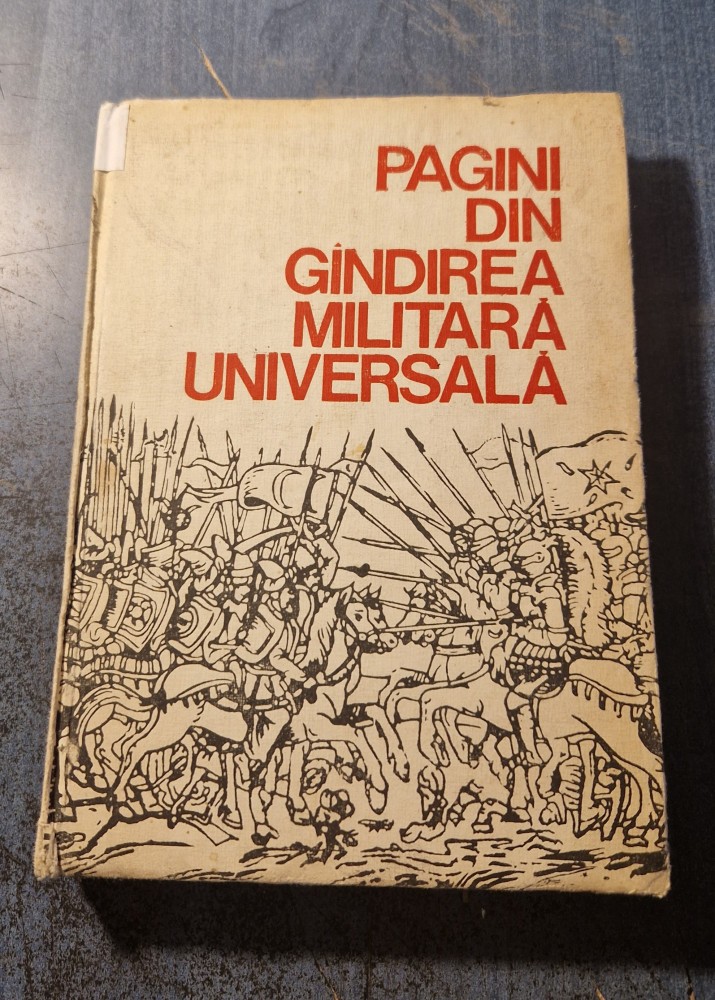 PAGINI
DIN
GÎNDIREA
MILITARĂ
UNIVERSALĂ